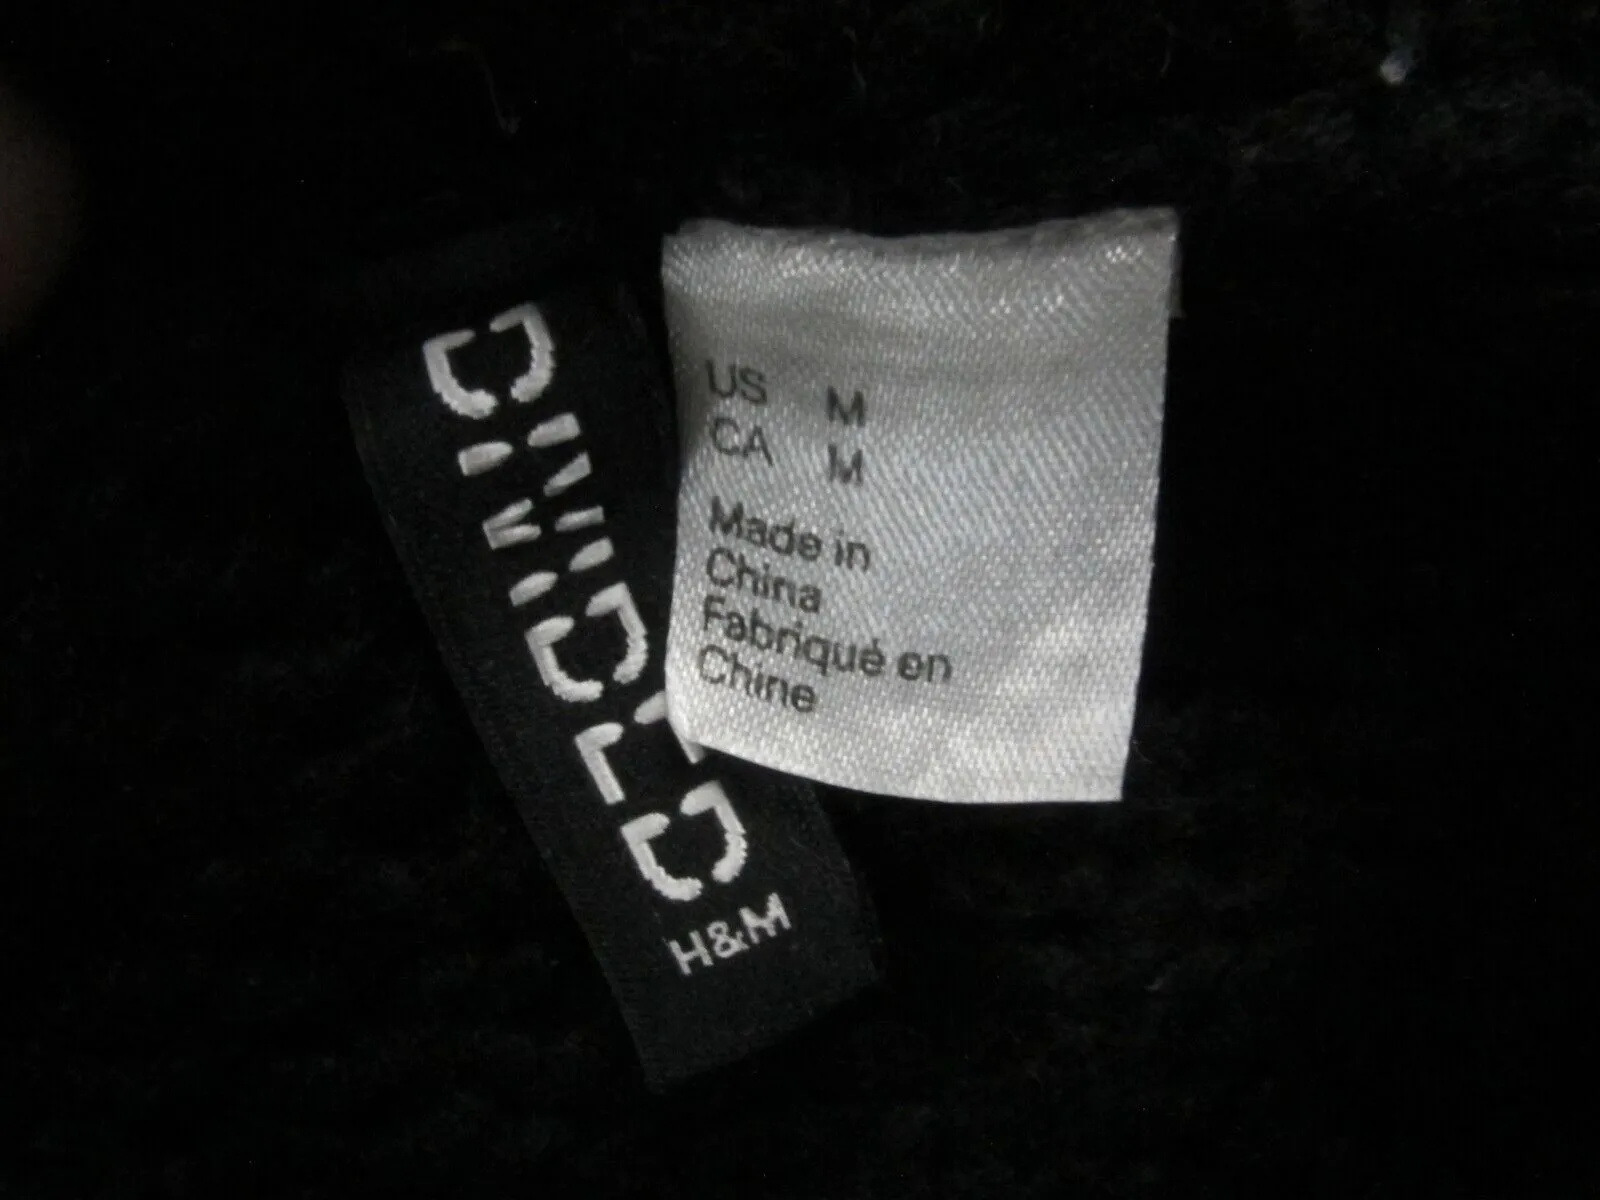 DIVIDED
H&M
US M
CA M
Made in
China
Fabriqué en
Chine